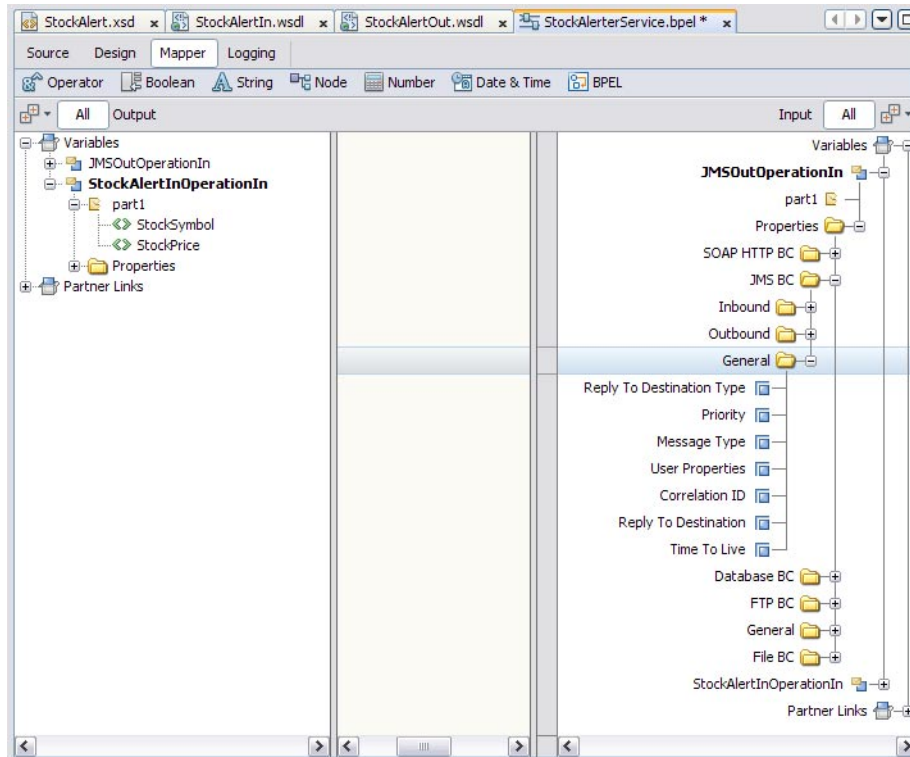 StockAlert.xsd x StockAlertIn.wsdl x StockAlertOut.wsdl x StockAlerterService.bpel * x
Source Design Mapper Logging
Operator Boolean String Node Number Date & Time BPEL
All Output Input All
Variables
JMSOutOperationIn
StockAlertInOperationIn
part1
StockSymbol
StockPrice
Properties
Partner Links
Variables
JMSOutOperationIn
part1
Properties
SOAP HTTP BC
JMS BC
Inbound
Outbound
General
Reply To Destination Type
Priority
Message Type
User Properties
Correlation ID
Reply To Destination
Time To Live
Database BC
FTP BC
General
File BC
StockAlertInOperationIn
Partner Links